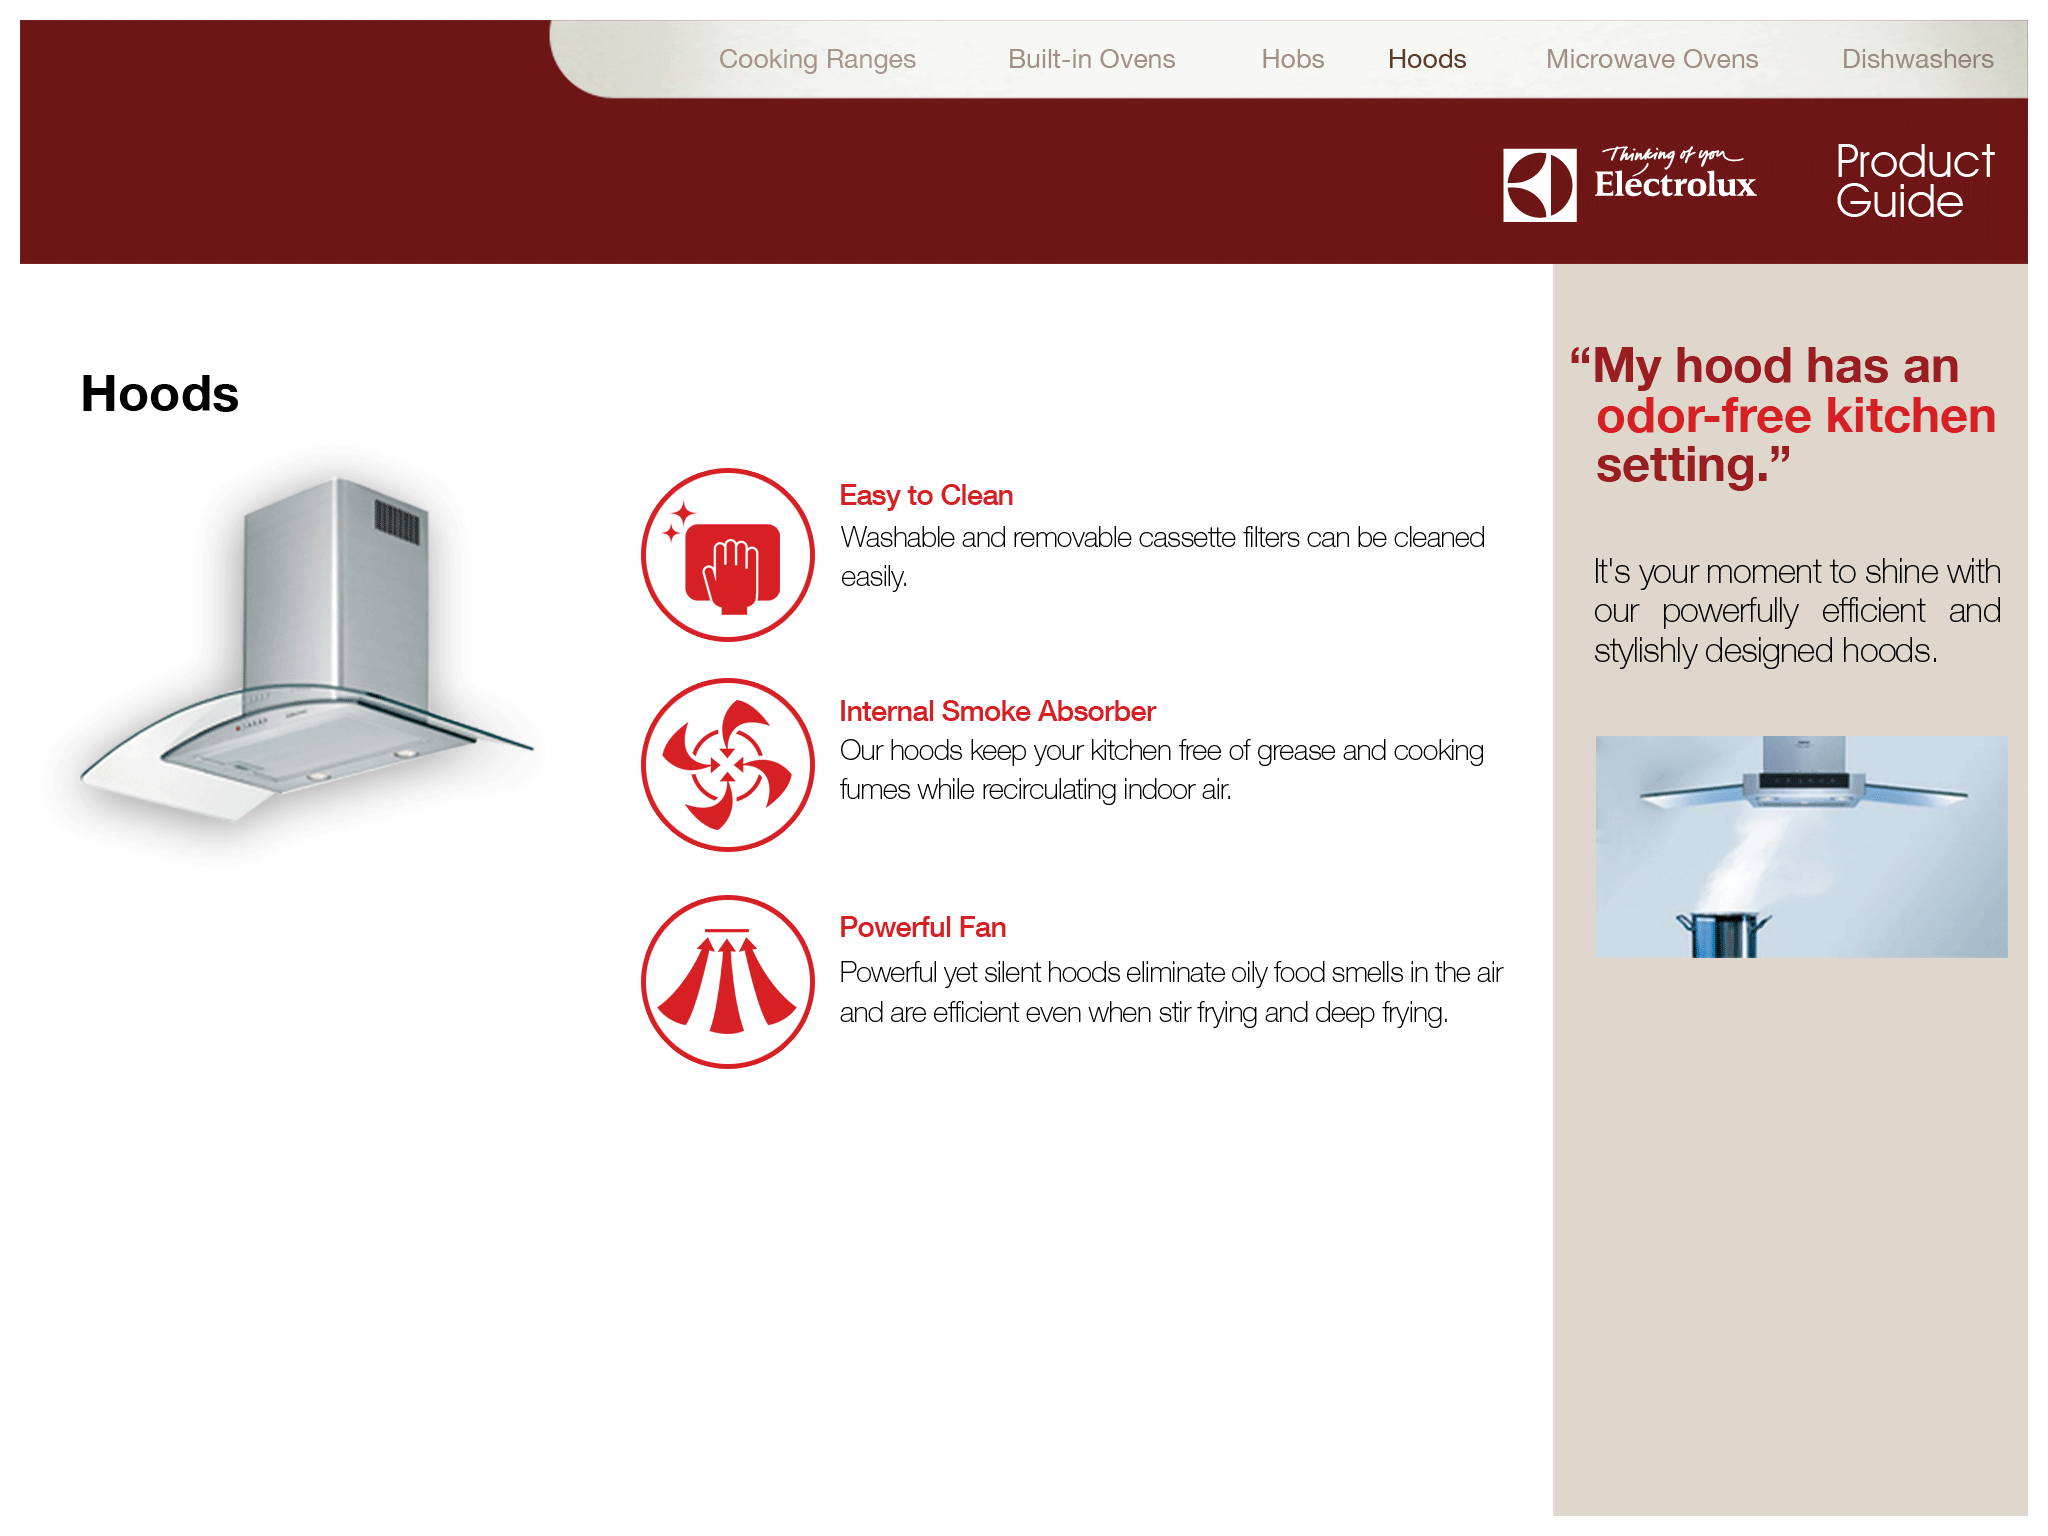 Cooking Ranges
Built-in Ovens
Hobs
Hoods
Microwave Ovens
Dishwashers
Thinking of you
Electrolux
Product
Guide
Hoods
Easy to Clean
Washable and removable cassette filters can be cleaned
easily.
Internal Smoke Absorber
Our hoods keep your kitchen free of grease and cooking
fumes while recirculating indoor air.
Powerful Fan
Powerful yet silent hoods eliminate oily food smells in the air
and are efficient even when stir frying and deep frying.
“My hood has an
odor-free kitchen
setting.”
It's your moment to shine with
our powerfully efficient and
stylishly designed hoods.